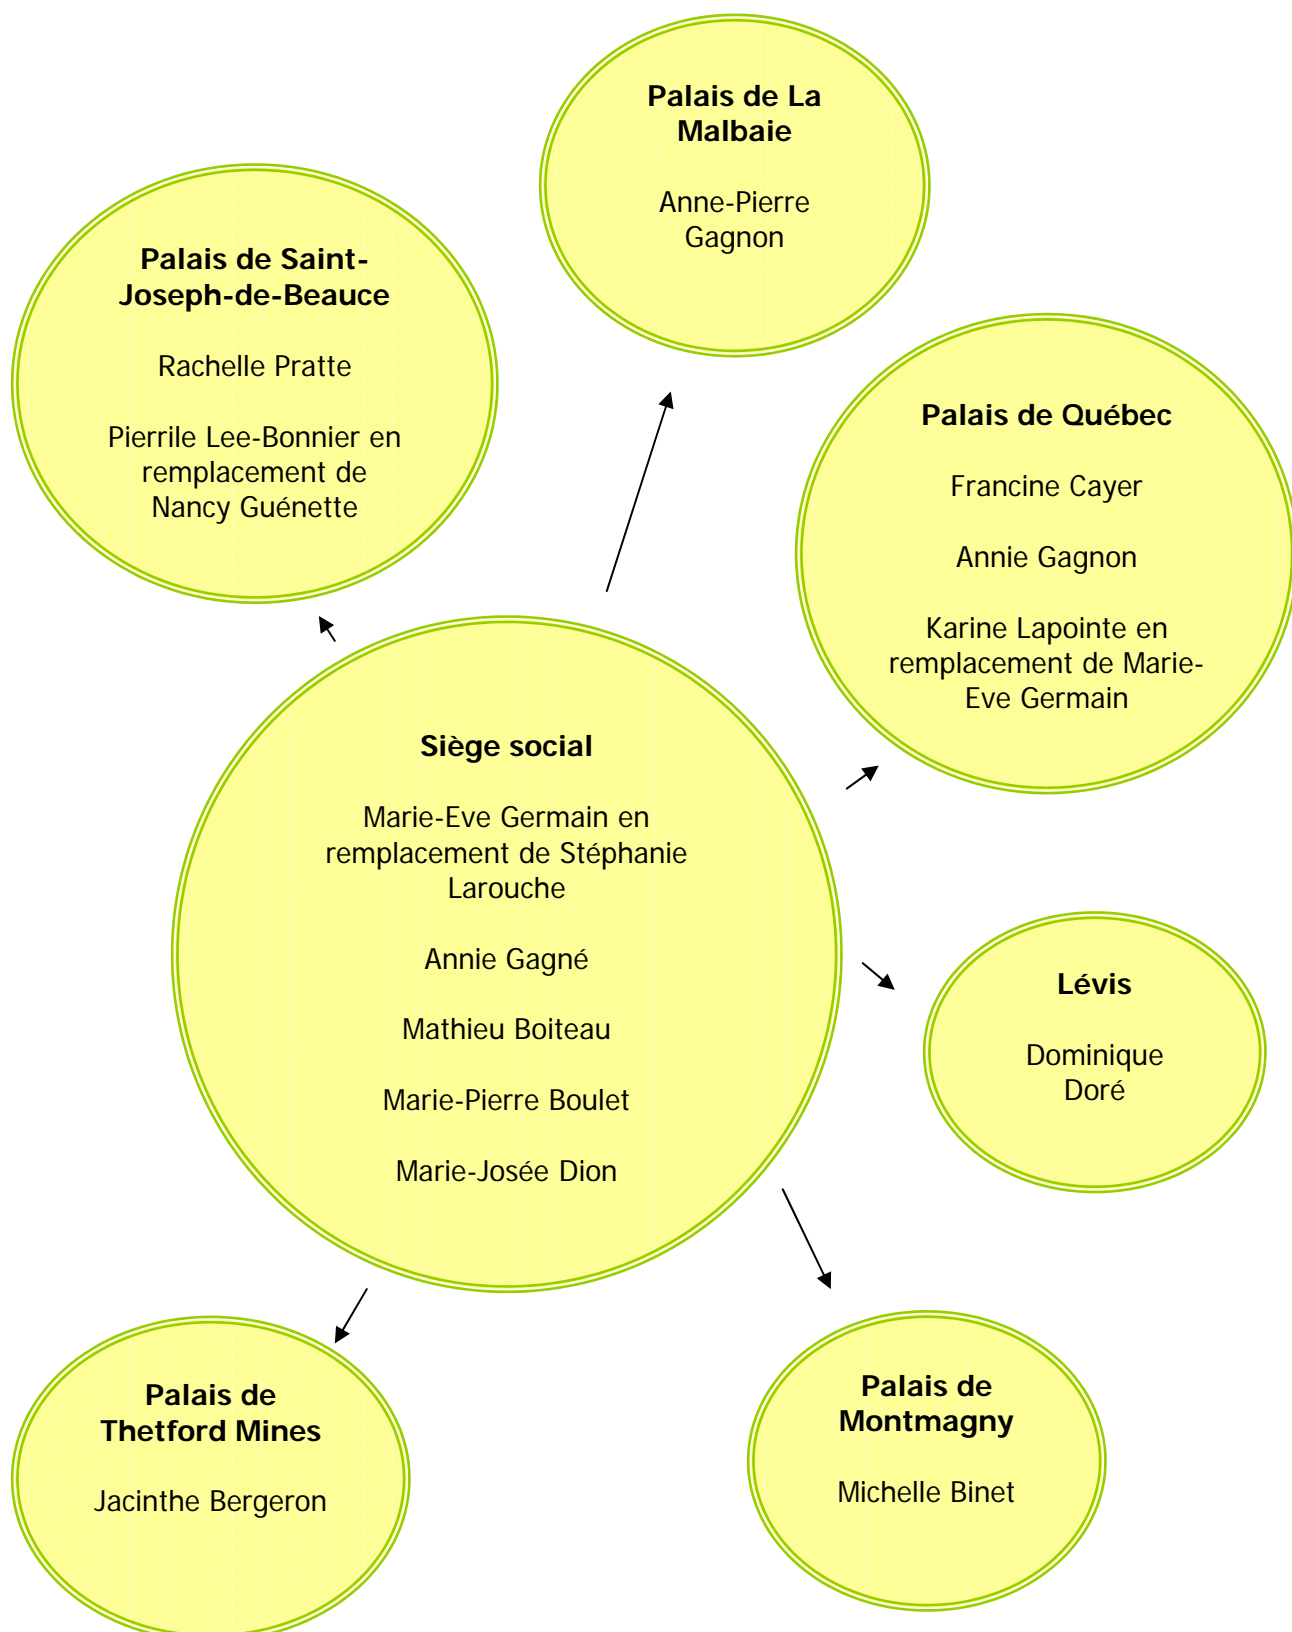 Palais de La
Malbaie
Anne-Pierre
Gagnon
Palais de Saint-
Joseph-de-Beauce
Rachelle Pratte
Pierrile Lee-Bonnier en
remplacement de
Nancy Guénette
Palais de Québec
Francine Cayer
Annie Gagnon
Karine Lapointe en
remplacement de Marie-
Eve Germain
Siège social
Marie-Eve Germain en
remplacement de Stéphanie
Larouche
Annie Gagné
Mathieu Boiteau
Marie-Pierre Boulet
Marie-Josée Dion
Lévis
Dominique
Doré
Palais de
Thetford Mines
Jacinthe Bergeron
Palais de
Montmagny
Michelle Binet